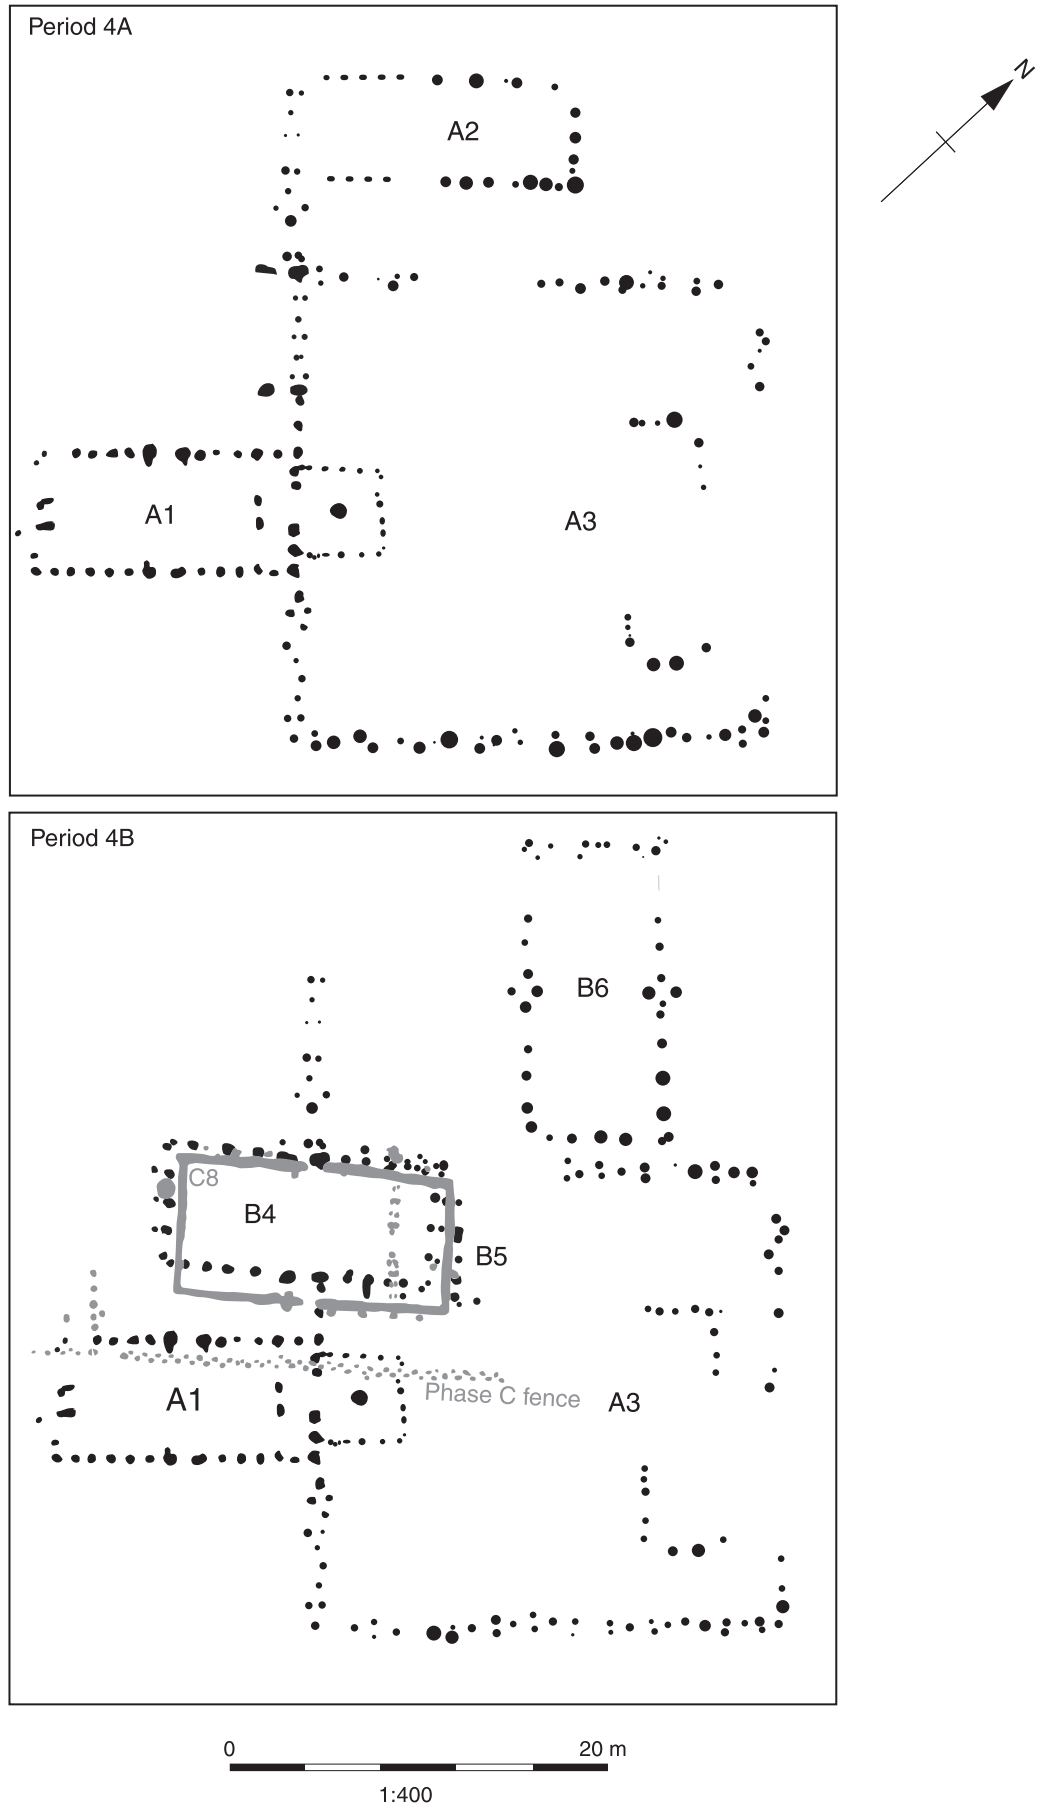 Period 4A
N
A2
A1
A3
Period 4B
B6
C8
B4
B5
A1
Phase C fence
A3
0
20 m
1:400